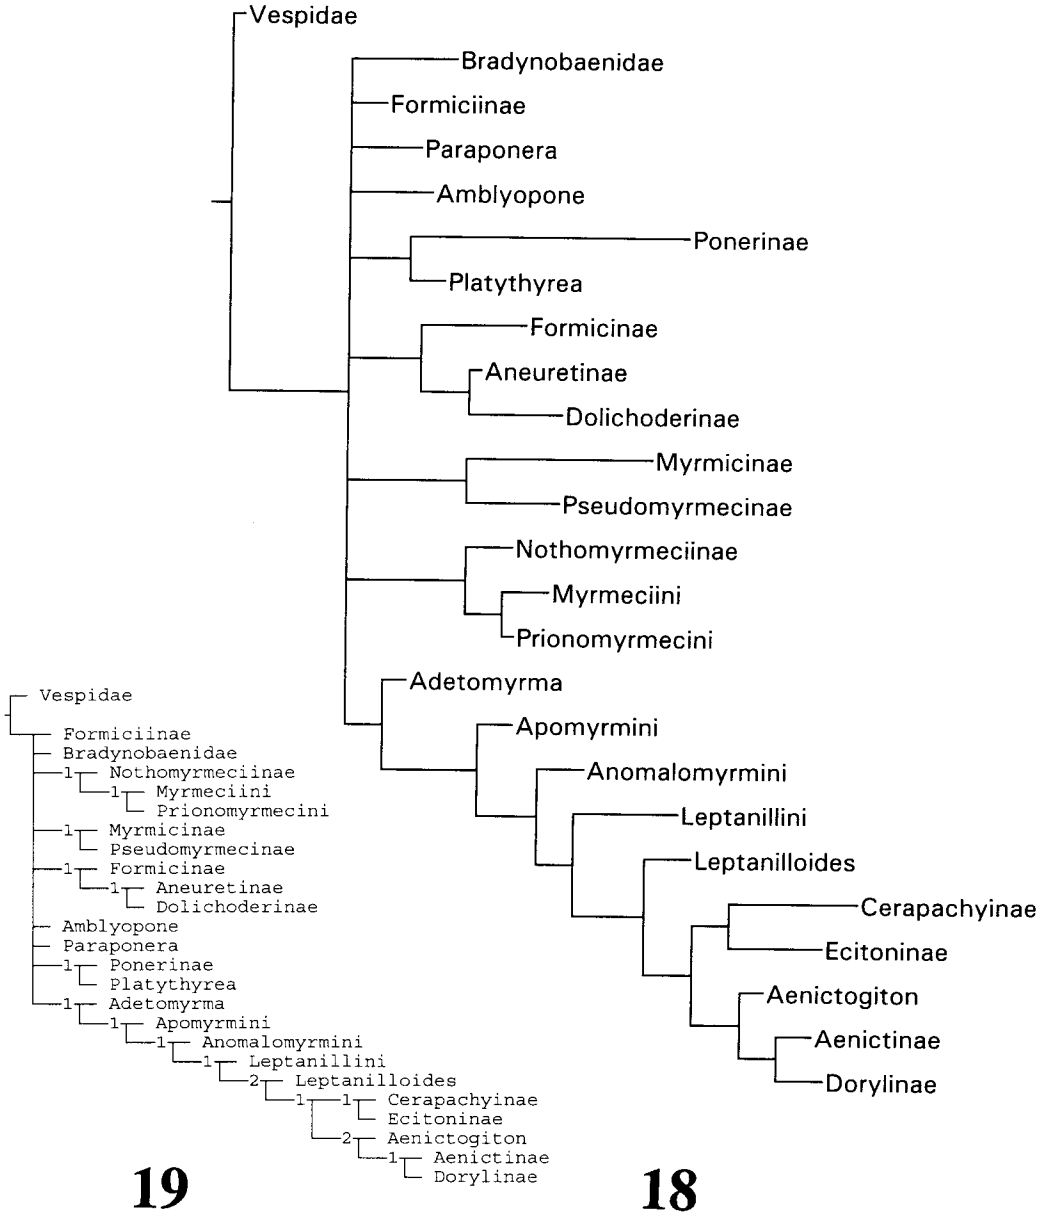 Vespidae
Bradynobaenidae
Formiciinae
Paraponera
Amblyopone
Ponerinae
Platythyrea
Formicinae
Aneuretinae
Dolichoderinae
Myrmicinae
Pseudomyrmecinae
Nothomyrmeciinae
Myrmeciini
Prionomyrmecini
Adetomyrma
Apomyrmini
Anomalomyrmini
Leptanillini
Leptanilloides
Cerapachyinae
Ecitoninae
Aenictogiton
Aenictinae
Dorylinae
18
Vespidae
Formiciinae
Bradynobaenidae
1 Nothomyrmeciinae
1 Myrmeciini
Prionomyrmecini
1 Myrmicinae
Pseudomyrmecinae
1 Formicinae
1 Aneuretinae
Dolichoderinae
Amblyopone
Paraponera
1 Ponerinae
Platythyrea
1 Adetomyrma
1 Apomyrmini
1 Anomalomyrmini
1 Leptanillini
2 Leptanilloides
1 1 Cerapachyinae
Ecitoninae
2 Aenictogiton
1 Aenictinae
Dorylinae
19